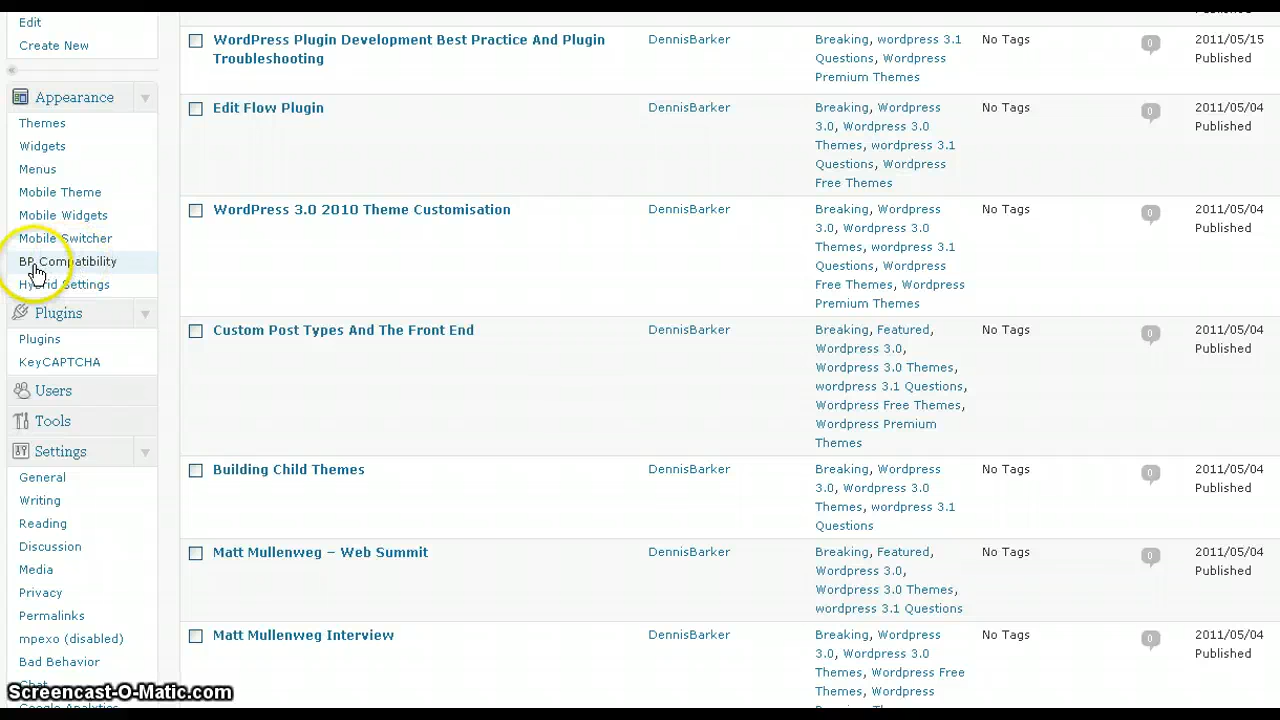 Edit
Create New
Appearance
Themes
Widgets
Menus
Mobile Theme
Mobile Widgets
Mobile Switcher
BP Compatibility
Hybrid Settings
Plugins
Plugins
KeyCAPTCHA
Users
Tools
Settings
General
Writing
Reading
Discussion
Media
Privacy
Permalinks
mpexo (disabled)
Bad Behavior
Chat
Google Analytics
Screencast-O-Matic.com
WordPress Plugin Development Best Practice And Plugin
Troubleshooting
DennisBarker
Breaking, wordpress 3.1
Questions, Wordpress
Premium Themes
No Tags
0
2011/05/15
Published
Edit Flow Plugin
DennisBarker
Breaking, Wordpress
3.0, Wordpress 3.0
Themes, wordpress 3.1
Questions, Wordpress
Free Themes
No Tags
0
2011/05/04
Published
WordPress 3.0 2010 Theme Customisation
DennisBarker
Breaking, Wordpress
3.0, Wordpress 3.0
Themes, wordpress 3.1
Questions, Wordpress
Free Themes, Wordpress
Premium Themes
No Tags
0
2011/05/04
Published
Custom Post Types And The Front End
DennisBarker
Breaking, Featured,
Wordpress 3.0,
Wordpress 3.0 Themes,
wordpress 3.1 Questions,
Wordpress Free Themes,
Wordpress Premium
Themes
No Tags
0
2011/05/04
Published
Building Child Themes
DennisBarker
Breaking, Wordpress
3.0, Wordpress 3.0
Themes, wordpress 3.1
Questions
No Tags
0
2011/05/04
Published
Matt Mullenweg – Web Summit
DennisBarker
Breaking, Featured,
Wordpress 3.0,
Wordpress 3.0 Themes,
wordpress 3.1 Questions
No Tags
0
2011/05/04
Published
Matt Mullenweg Interview
DennisBarker
Breaking, Wordpress
3.0, Wordpress 3.0
Themes, Wordpress Free
Themes, Wordpress
No Tags
0
2011/05/04
Published